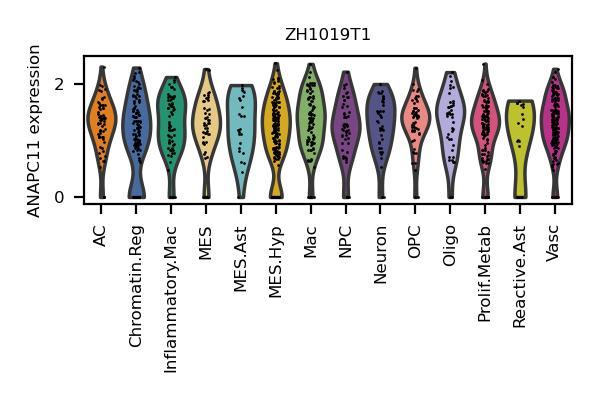 ZH1019T1
ANAPC11 expression
2
0
AC
Chromatin.Reg
Inflammatory.Mac
MES
MES.Ast
MES.Hyp
Mac
NPC
Neuron
OPC
Oligo
Prolif.Metab
Reactive.Ast
Vasc